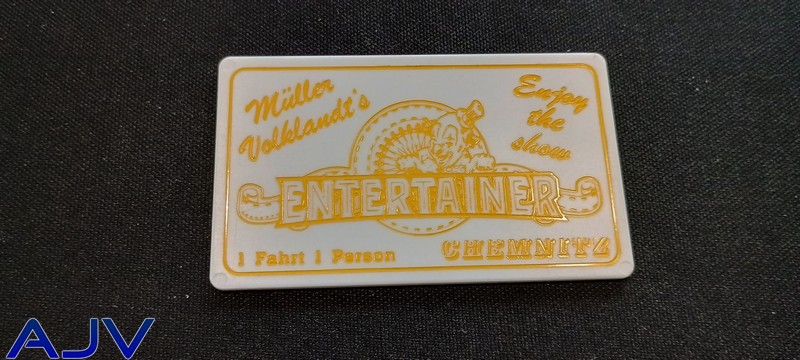 Müller
Volklandt's
Enjoy
the
show
ENTERTAINER
1 Fahrt 1 Person
CHEMNITZ
AJV